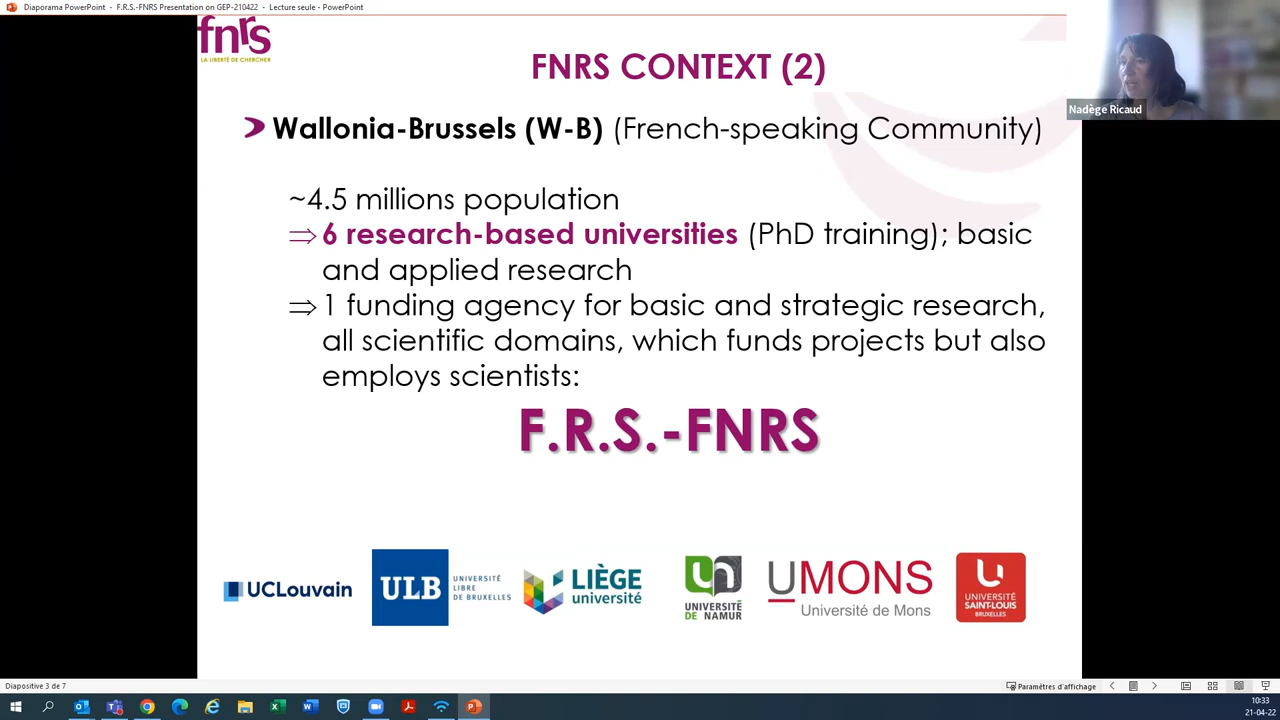 Diaporama PowerPoint - F.R.S.-FNRS Presentation on GEP-210422 - Lecture seule - PowerPoint
fnrs
LA LIBERTÉ DE CHERCHER
FNRS CONTEXT (2)
Nadège Ricaud
Wallonia-Brussels (W-B) (French-speaking Community)
~4.5 millions population
⇒ 6 research-based universities (PhD training); basic
and applied research
⇒ 1 funding agency for basic and strategic research,
all scientific domains, which funds projects but also
employs scientists:
F.R.S.-FNRS
UCLouvain
ULB
UNIVERSITÉ
LIBRE
DE BRUXELLES
LIÈGE
université
UNIVERSITÉ
DE NAMUR
UMONS
Université de Mons
UNIVERSITÉ
SAINT-LOUIS
BRUXELLES
Diapositive 3 de 7
Paramètres d'affichage
10:33
21-04-22